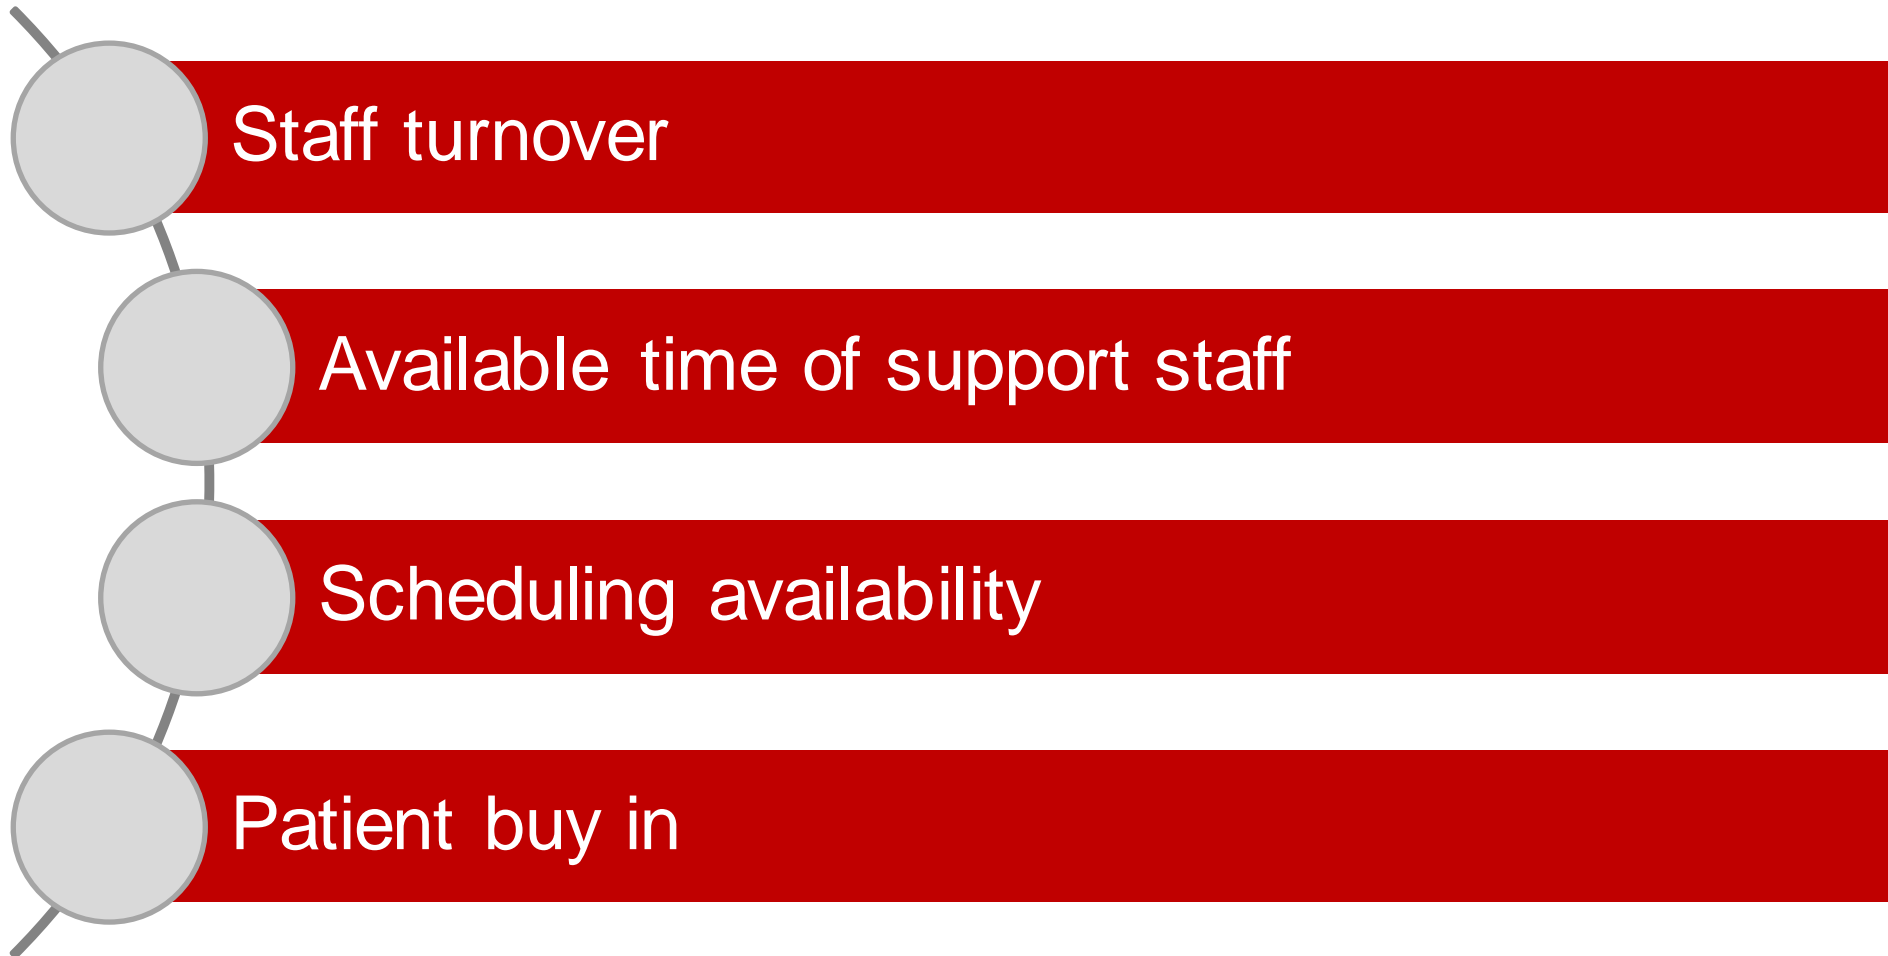 Staff turnover
Available time of support staff
Scheduling availability
Patient buy in